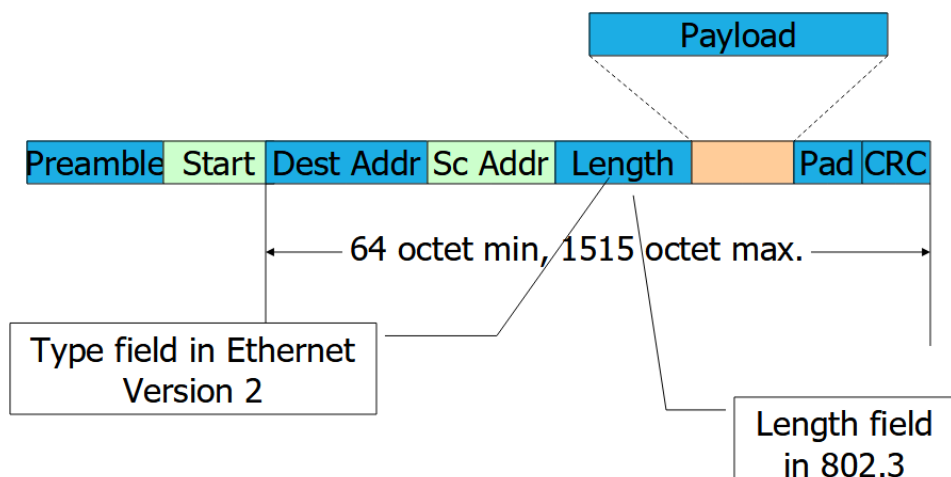 Payload
Preamble Start Dest Addr Sc Addr Length Pad CRC
64 octet min, 1515 octet max.
Type field in Ethernet
Version 2
Length field
in 802.3